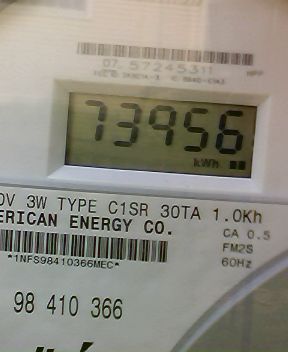 07 57245311
73956
kWh
0V 3W TYPE C1SR 30TA 1.0Kh
ERICAN ENERGY CO.
CA 0.5
FM2S
60Hz
*1NFS98410366MEC*
98 410 366